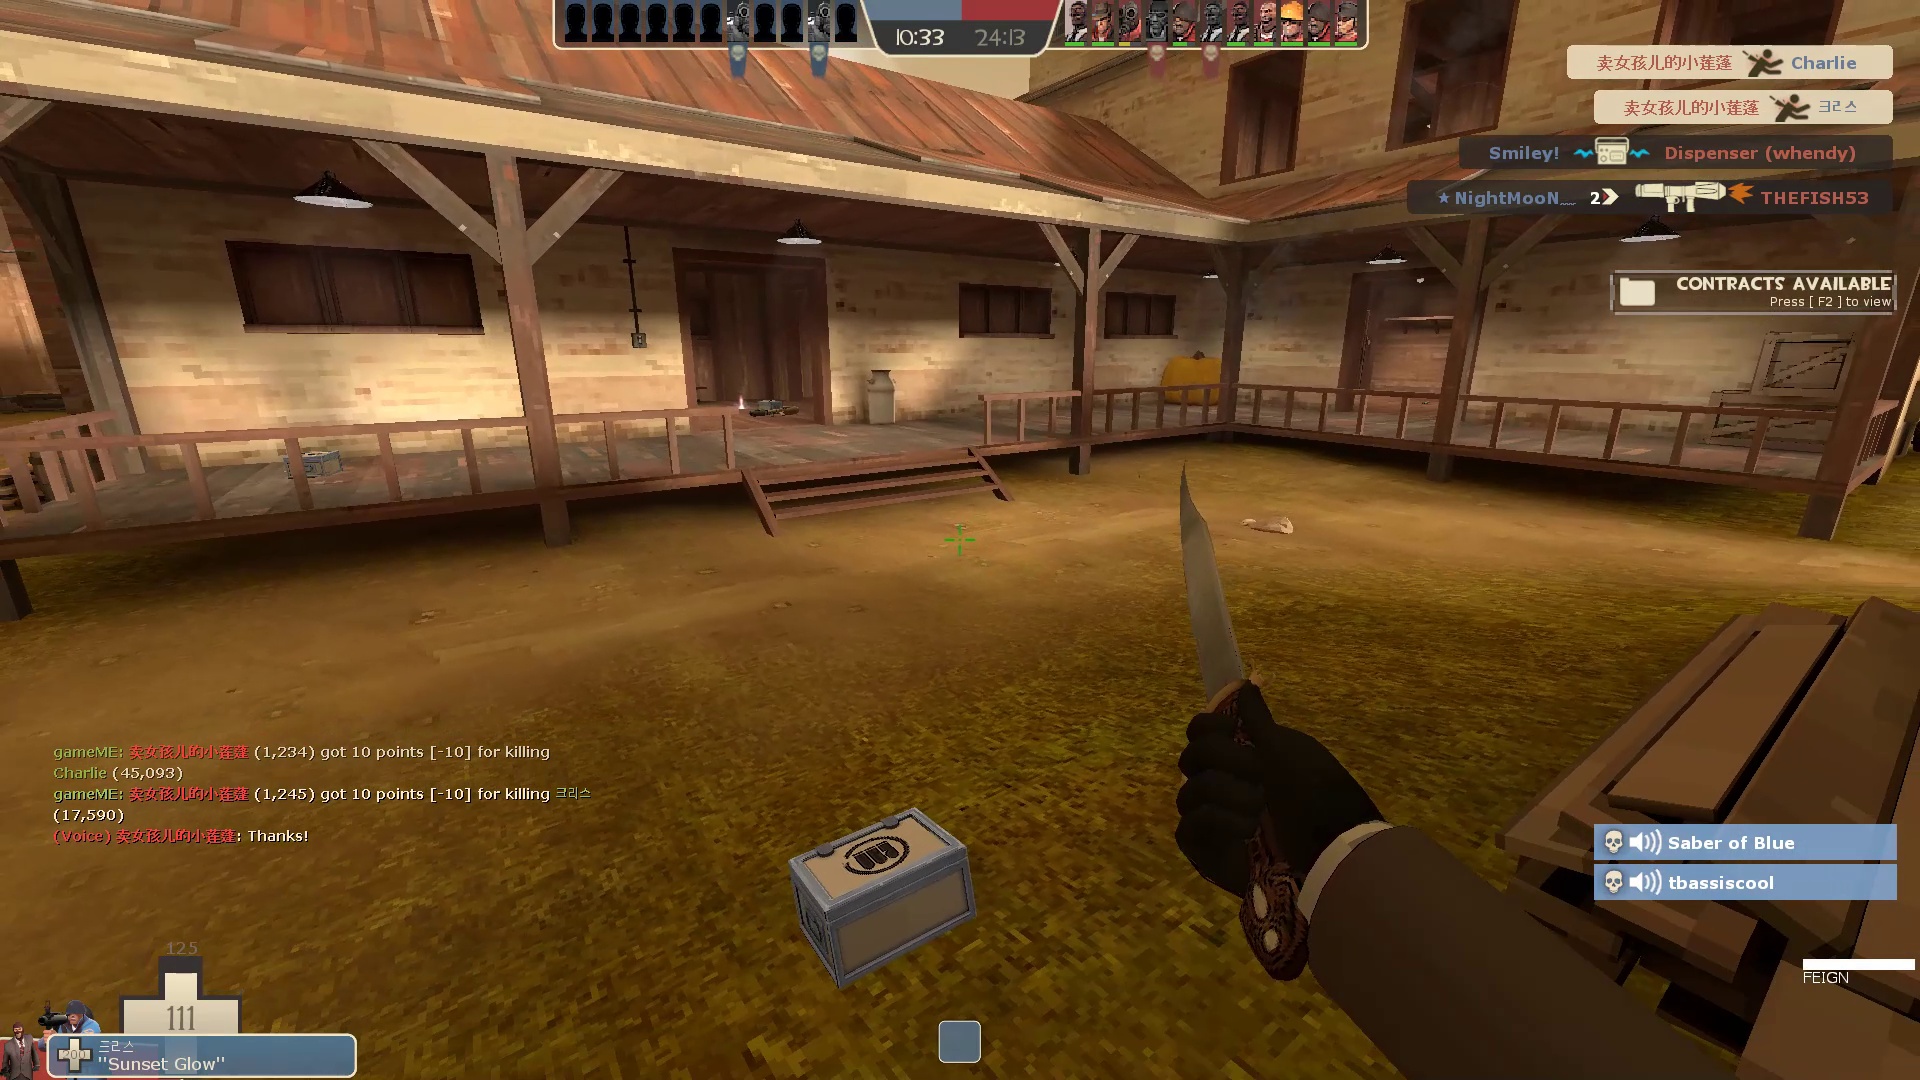 10:33 24:13
卖女孩儿的小莲蓬 Charlie
卖女孩儿的小莲蓬 크리스
Smiley! Dispenser (whendy)
★ NightMooN__ 2 THEFISH53
CONTRACTS AVAILABLE
Press [ F2 ] to view
gameME: 卖女孩儿的小莲蓬 (1,234) got 10 points [-10] for killing
Charlie (45,093)
gameME: 卖女孩儿的小莲蓬 (1,245) got 10 points [-10] for killing 크리스
(17,590)
(Voice) 卖女孩儿的小莲蓬: Thanks!
Saber of Blue
tbassiscool
125
111
FEIGN
200
크리스
"Sunset Glow"